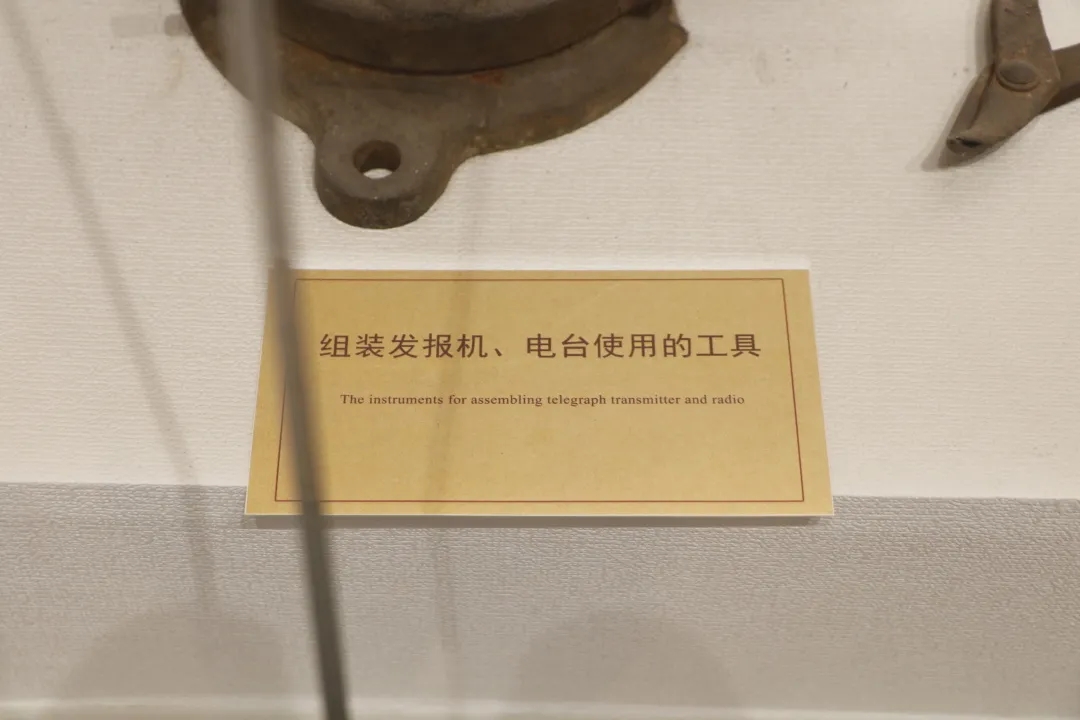 组装发报机、电台使用的工具
The instruments for assembling telegraph transmitter and radio